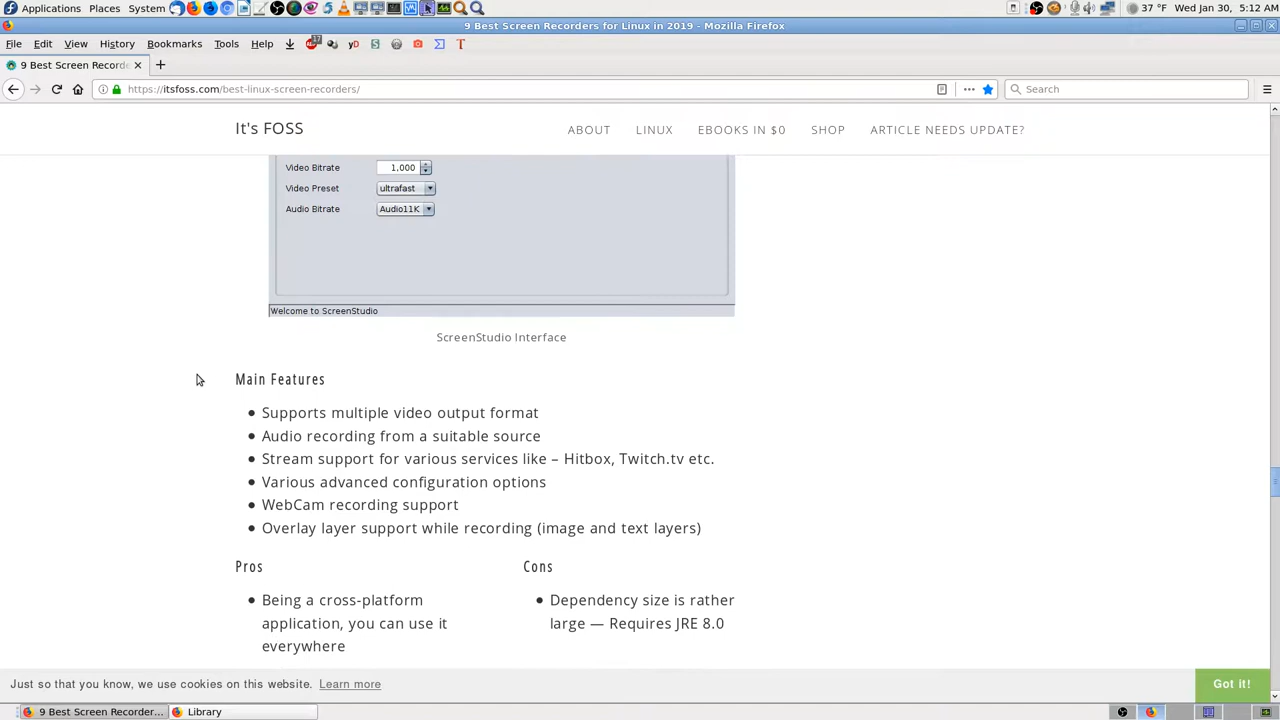 Applications Places System 37 °F Wed Jan 30, 5:12 AM
9 Best Screen Recorders for Linux in 2019 - Mozilla Firefox
File Edit View History Bookmarks Tools Help 17 yD S Σ T
9 Best Screen Recorde
https://itsfoss.com/best-linux-screen-recorders/ Search
It's FOSS ABOUT LINUX EBOOKS IN $0 SHOP ARTICLE NEEDS UPDATE?
Video Bitrate 1,000
Video Preset ultrafast
Audio Bitrate Audio11K
Welcome to ScreenStudio
ScreenStudio Interface
Main Features
Supports multiple video output format
Audio recording from a suitable source
Stream support for various services like – Hitbox, Twitch.tv etc.
Various advanced configuration options
WebCam recording support
Overlay layer support while recording (image and text layers)
Pros
Being a cross-platform
application, you can use it
everywhere
Cons
Dependency size is rather
large — Requires JRE 8.0
Just so that you know, we use cookies on this website. Learn more Got it!
9 Best Screen Recorder... Library